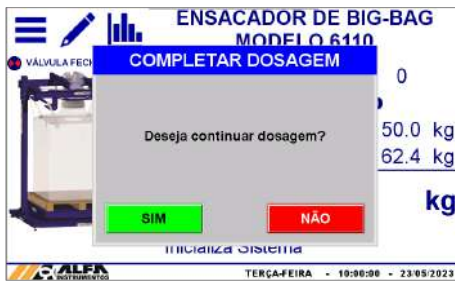 ENSACADOR DE BIG-BAG
MODELO 6110
VÁLVULA FECH
COMPLETAR DOSAGEM
0
Deseja continuar dosagem?
50.0 kg
62.4 kg
kg
SIM
NÃO
Inicializa Sistema
ALFA
INSTRUMENTOS
TERÇA-FEIRA - 10:00:00 - 23/05/2023